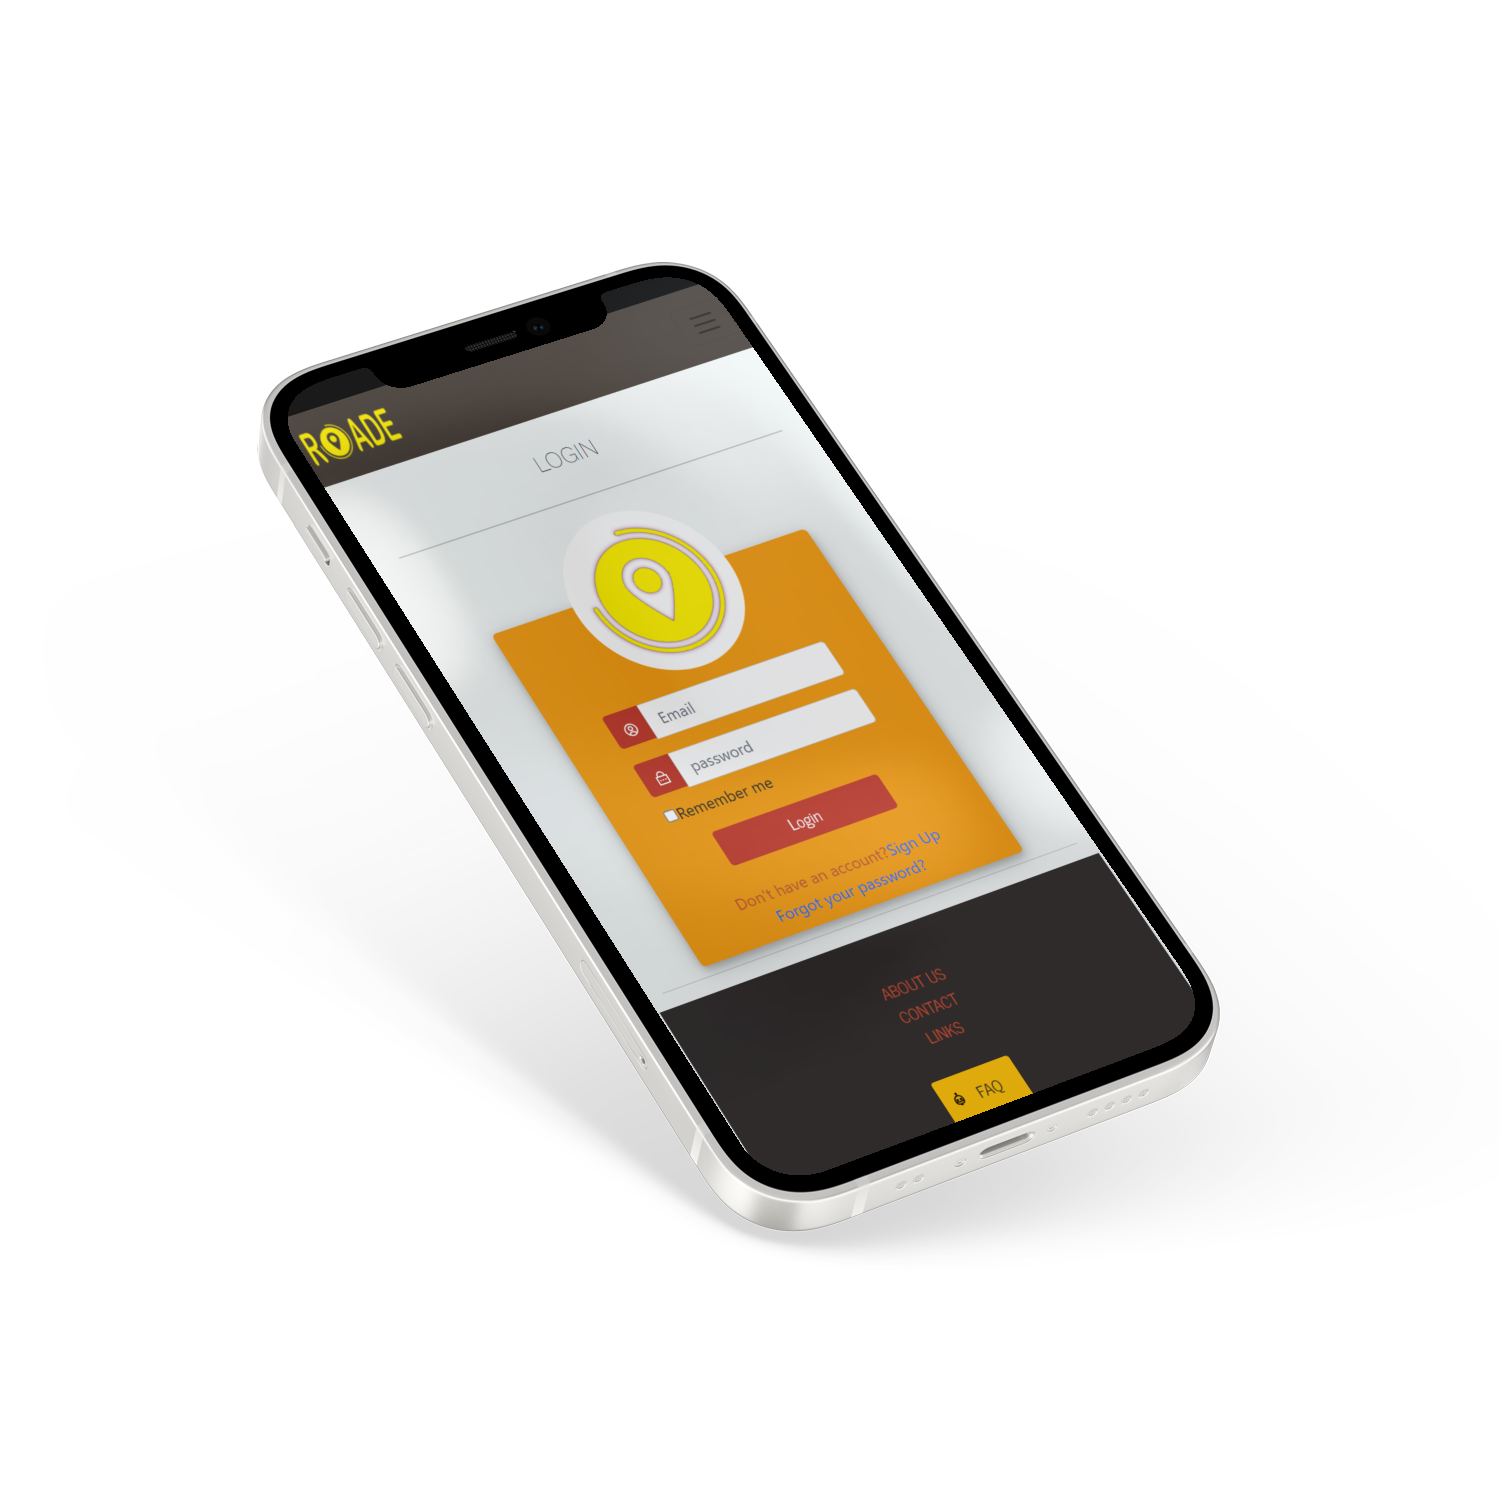 ROADE
LOGIN
Email
password
Remember me
Login
Don't have an account?Sign Up
Forgot your password?
ABOUT US
CONTACT
LINKS
FAQ